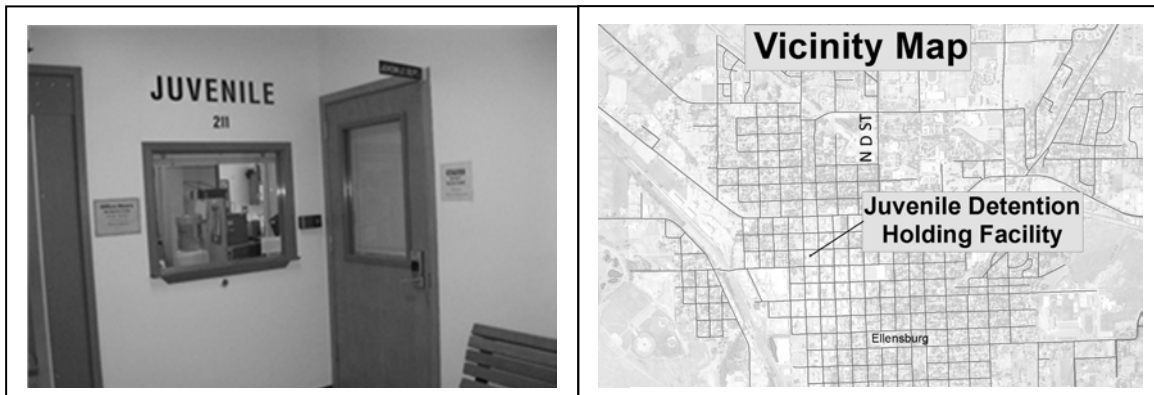 JUVENILE
211
Vicinity Map
N D ST
Juvenile Detention
Holding Facility
Ellensburg